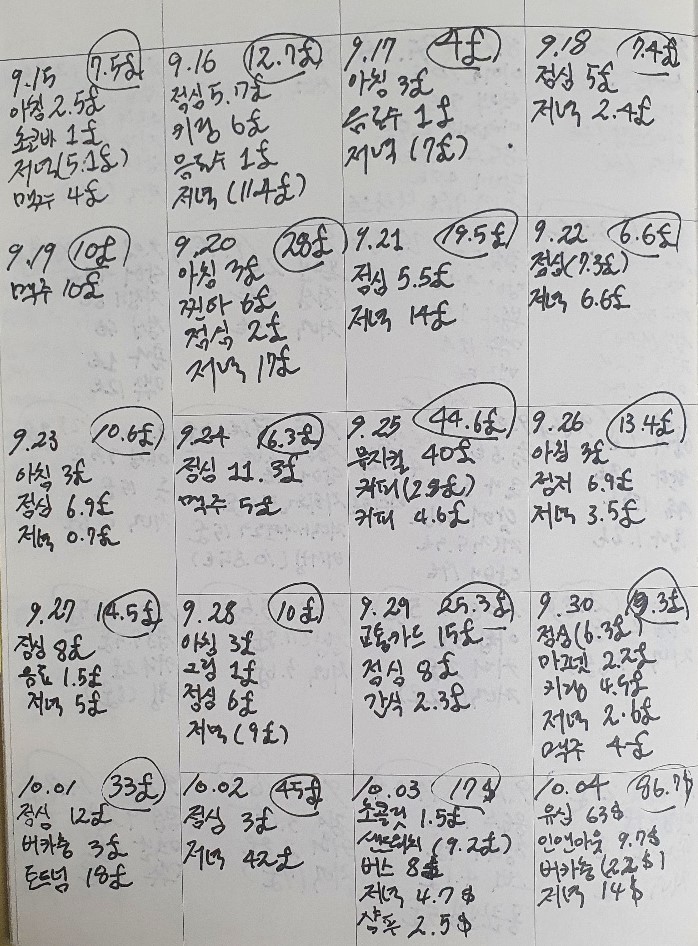 9.15 7.5£
아침 2.5£
초코바 1£
저녁(5.1£)
맥주 4£
9.16 12.7£
점심 5.7£
키링 6£
음료수 1£
저녁 (11.4£)
9.17 4£
아침 3£
음료수 1£
저녁 (7£)
9.18 7.4£
점심 5£
저녁 2.4£
9.19 10£
맥주 10£
9.20 28£
아침 3£
6£
점심 2£
저녁 17£
9.21 19.5£
점심 5.5£
저녁 14£
9.22 6.6£
점심(7.3£)
저녁 6.6£
9.23 10.6£
아침 3£
점심 6.9£
저녁 0.7£
9.24 16.3£
점심 11.3£
맥주 5£
9.25 44.6£
뮤지컬 40£
커피
커피 4.6£
9.26 13.4£
아침 3£
6.9£
저녁 3.5£
9.27 14.5£
점심 8£
음료 1.5£
저녁 5£
9.28 10£
아침 3£
그림 1£
점심 6£
저녁 (9£)
9.29 25.3£
교통카드 15£
점심 8£
간식 2.3£
9.30
점심(6.3£)
마그넷 2.2£
키링
저녁 2.6£
맥주 4£
10.01 33£
점심 12£
버카충 3£
토트넘 18£
10.02 45£
점심 3£
저녁 42£
10.03 17$
초콜릿 1.5£
샌드위치 (9.2£)
버스 8
저녁 4.7$
샴푸 2.5$
10.04 86.7$
유심 63$
인앤아웃 9.7$
버카충 (22$)
저녁 14$